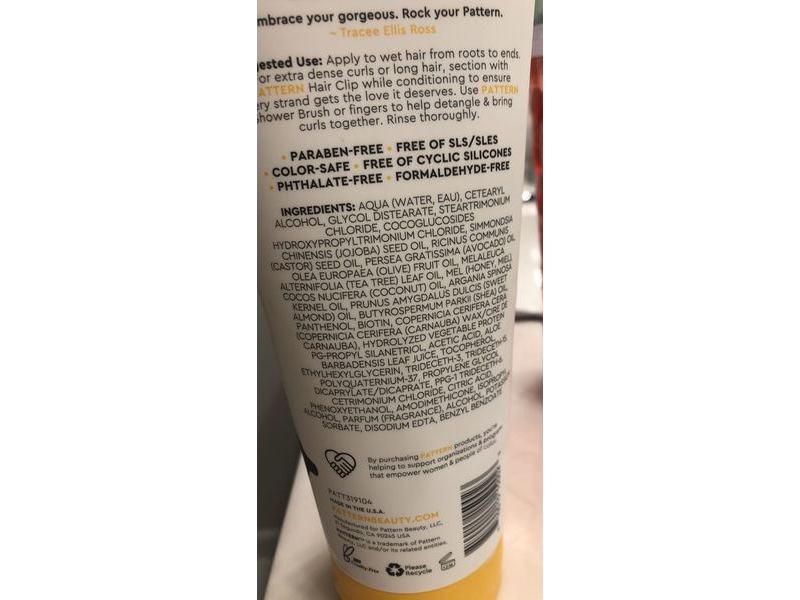 mbrace your gorgeous. Rock your Pattern.
~ Tracee Ellis Ross
gested Use: Apply to wet hair from roots to ends.
or extra dense curls or long hair, section with
ATTERN Hair Clip while conditioning to ensure
ery strand gets the love it deserves. Use PATTERN
hower Brush or fingers to help detangle & bring
curls together. Rinse thoroughly.
• PARABEN-FREE • FREE OF SLS/SLES
• COLOR-SAFE • FREE OF CYCLIC SILICONES
• PHTHALATE-FREE • FORMALDEHYDE-FREE
INGREDIENTS: AQUA (WATER, EAU), CETEARYL
ALCOHOL, GLYCOL DISTEARATE, STEARTRIMONIUM
CHLORIDE, COCOGLUCOSIDES
HYDROXYPROPYLTRIMONIUM CHLORIDE, SIMMONDSIA
CHINENSIS (JOJOBA) SEED OIL, RICINUS COMMUNIS
(CASTOR) SEED OIL, PERSEA GRATISSIMA (AVOCADO) OIL,
OLEA EUROPAEA (OLIVE) FRUIT OIL, MELALEUCA
ALTERNIFOLIA (TEA TREE) LEAF OIL, MEL (HONEY, MIEL),
COCOS NUCIFERA (COCONUT) OIL, ARGANIA SPINOSA
KERNEL OIL, PRUNUS AMYGDALUS DULCIS (SWEET
ALMOND) OIL, BUTYROSPERMUM PARKII (SHEA) OIL,
PANTHENOL, BIOTIN, COPERNICIA CERIFERA CERA
(COPERNICIA CERIFERA (CARNAUBA) WAX/CIRE DE
CARNAUBA), HYDROLYZED VEGETABLE PROTEIN
PG-PROPYL SILANETRIOL, ACETIC ACID, ALOE
BARBADENSIS LEAF JUICE, TOCOPHEROL,
ETHYLHEXYLGLYCERIN, TRIDECETH-3, TRIDECETH-15,
POLYQUATERNIUM-37, PROPYLENE GLYCOL
DICAPRYLATE/DICAPRATE, PPG-1 TRIDECETH-6,
CETRIMONIUM CHLORIDE, CITRIC ACID,
PHENOXYETHANOL, AMODIMETHICONE, ISOPROPYL
ALCOHOL, PARFUM (FRAGRANCE), ALCOHOL, POTASSIUM
SORBATE, DISODIUM EDTA, BENZYL BENZOATE
By purchasing PATTERN products, you're
helping to support organizations & programs
that empower women & people of color.
PATT319104
MADE IN THE U.S.A.
PATTERNBEAUTY.COM
Manufactured for Pattern Beauty, LLC,
El Segundo, CA 90245 USA
PATTERN™ is a trademark of Pattern
Beauty, LLC and/or its related entities.
Cruelty-Free
Please
Recycle